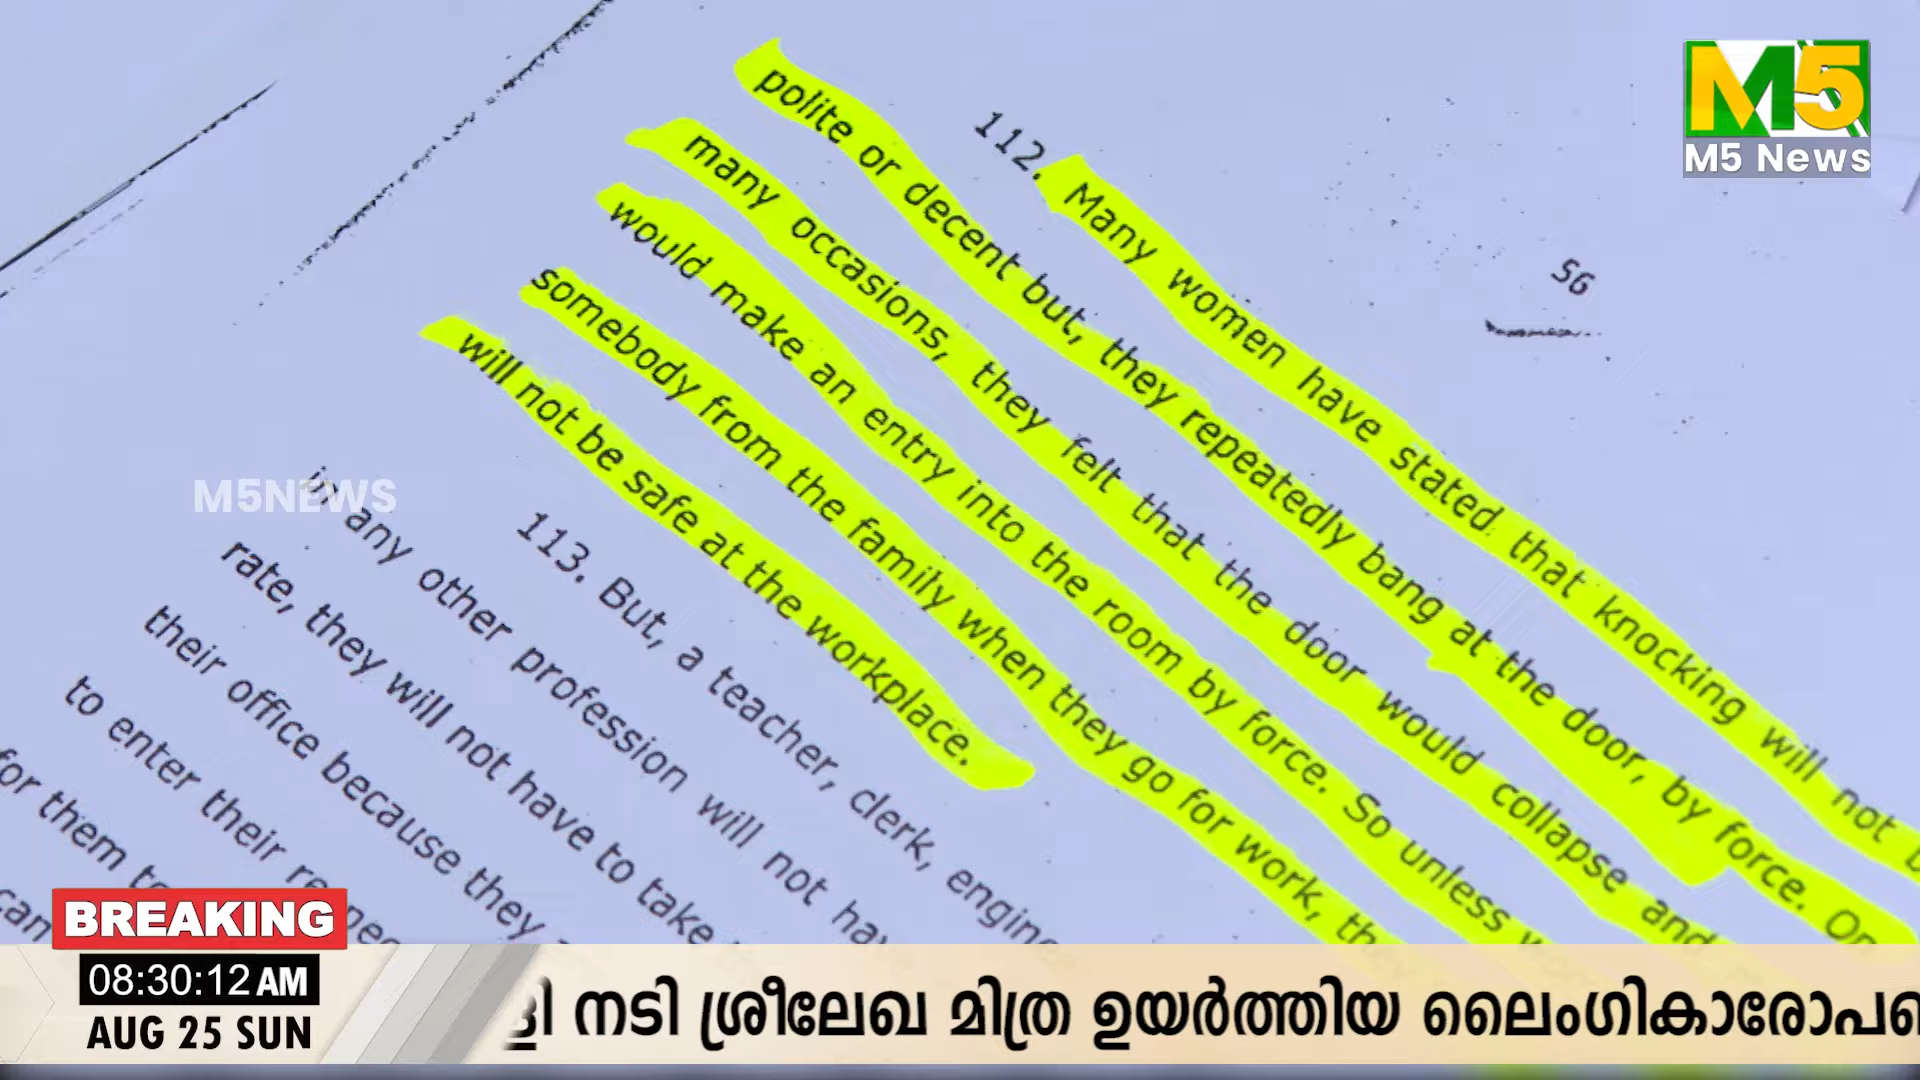 M5
M5 News
56
112. Many women have stated that knocking will not
polite or decent but, they repeatedly bang at the door, by force. On
many occasions, they felt that the door would collapse and
would make an entry into the room by force. So unless
somebody from the family when they go for work,
will not be safe at the workplace.
113. But, a teacher, clerk,
in any other profession will not
rate, they will not have to take
their office because they
to enter their
for them
M5NEWS
BREAKING
08:30:12 AM
AUG 25 SUN
നടി ശ്രീലേഖ മിത്ര ഉയർത്തിയ